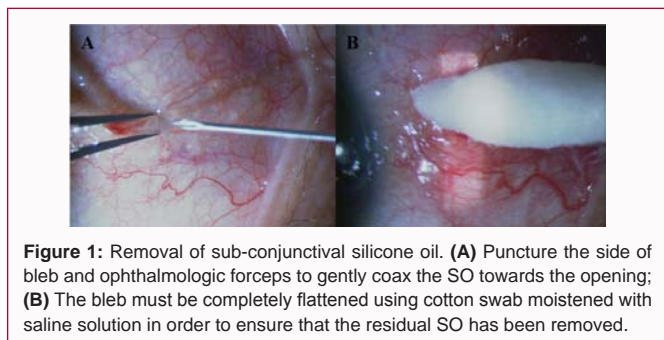 A B
Figure 1: Removal of sub-conjunctival silicone oil. (A) Puncture the side of
bleb and ophthalmologic forceps to gently coax the SO towards the opening;
(B) The bleb must be completely flattened using cotton swab moistened with
saline solution in order to ensure that the residual SO has been removed.